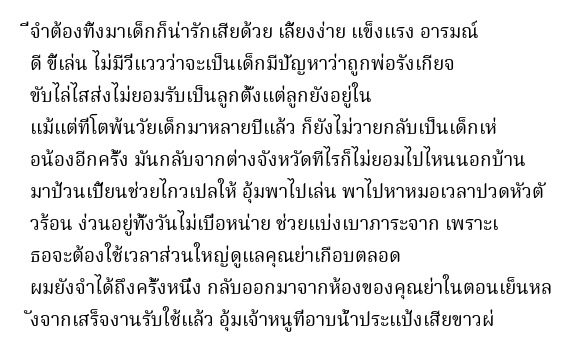 ีจำต้องทิ้งมาเด็กก็น่ารักเสียด้วย เลี้ยงง่าย แข็งแรง อารมณ์
ดี ขี้เล่น ไม่มีวี่แววว่าจะเป็นเด็กมีปัญหาว่าถูกพ่อรังเกียจ
ขับไล่ไสส่งไม่ยอมรับเป็นลูกตั้งแต่ลูกยังอยู่ใน
แม้แต่ที่โตพ้นวัยเด็กมาหลายปีแล้ว ก็ยังไม่วายกลับเป็นเด็กเห่
อน้องอีกครั้ง มันกลับจากต่างจังหวัดทีไรก็ไม่ยอมไปไหนนอกบ้าน
มาป้วนเปี้ยนช่วยไกวเปลให้ อุ้มพาไปเล่น พาไปหาหมอเวลาปวดหัวตั
วร้อน ง่วนอยู่ทั้งวันไม่เบื่อหน่าย ช่วยแบ่งเบาภาระจาก เพราะเ
ธอจะต้องใช้เวลาส่วนใหญ่ดูแลคุณย่าเกือบตลอด
ผมยังจำได้ถึงครั้งหนึ่ง กลับออกมาจากห้องของคุณย่าในตอนเย็นหล
ังจากเสร็จงานรับใช้แล้ว อุ้มเจ้าหนูที่อาบน้ำประแป้งเสียขาวผ่